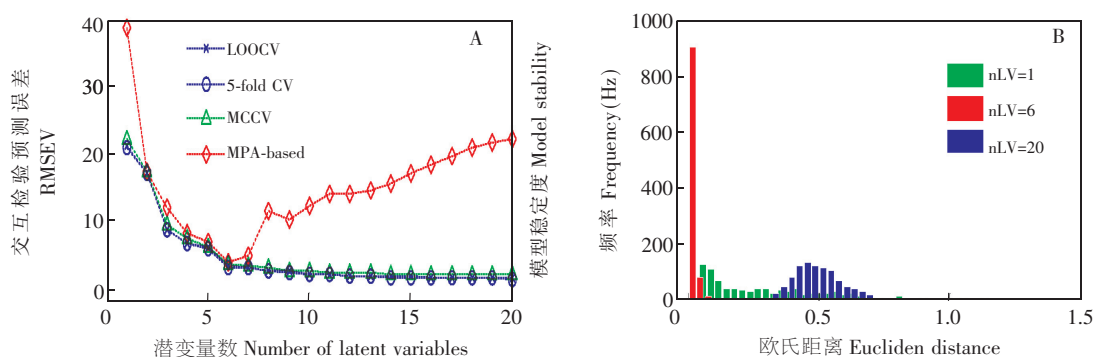 交互检验预测误差
RMSEV
40
30
20
10
0
A
LOOCV
5-fold CV
MCCV
MPA-based
0
5
10
15
20
潜变量数 Number of latent variables
模型稳定度 Model stability
频率 Frequency(Hz)
1000
800
600
400
200
0
B
nLV=1
nLV=6
nLV=20
0
0.5
1.0
1.5
欧氏距离 Eucliden distance